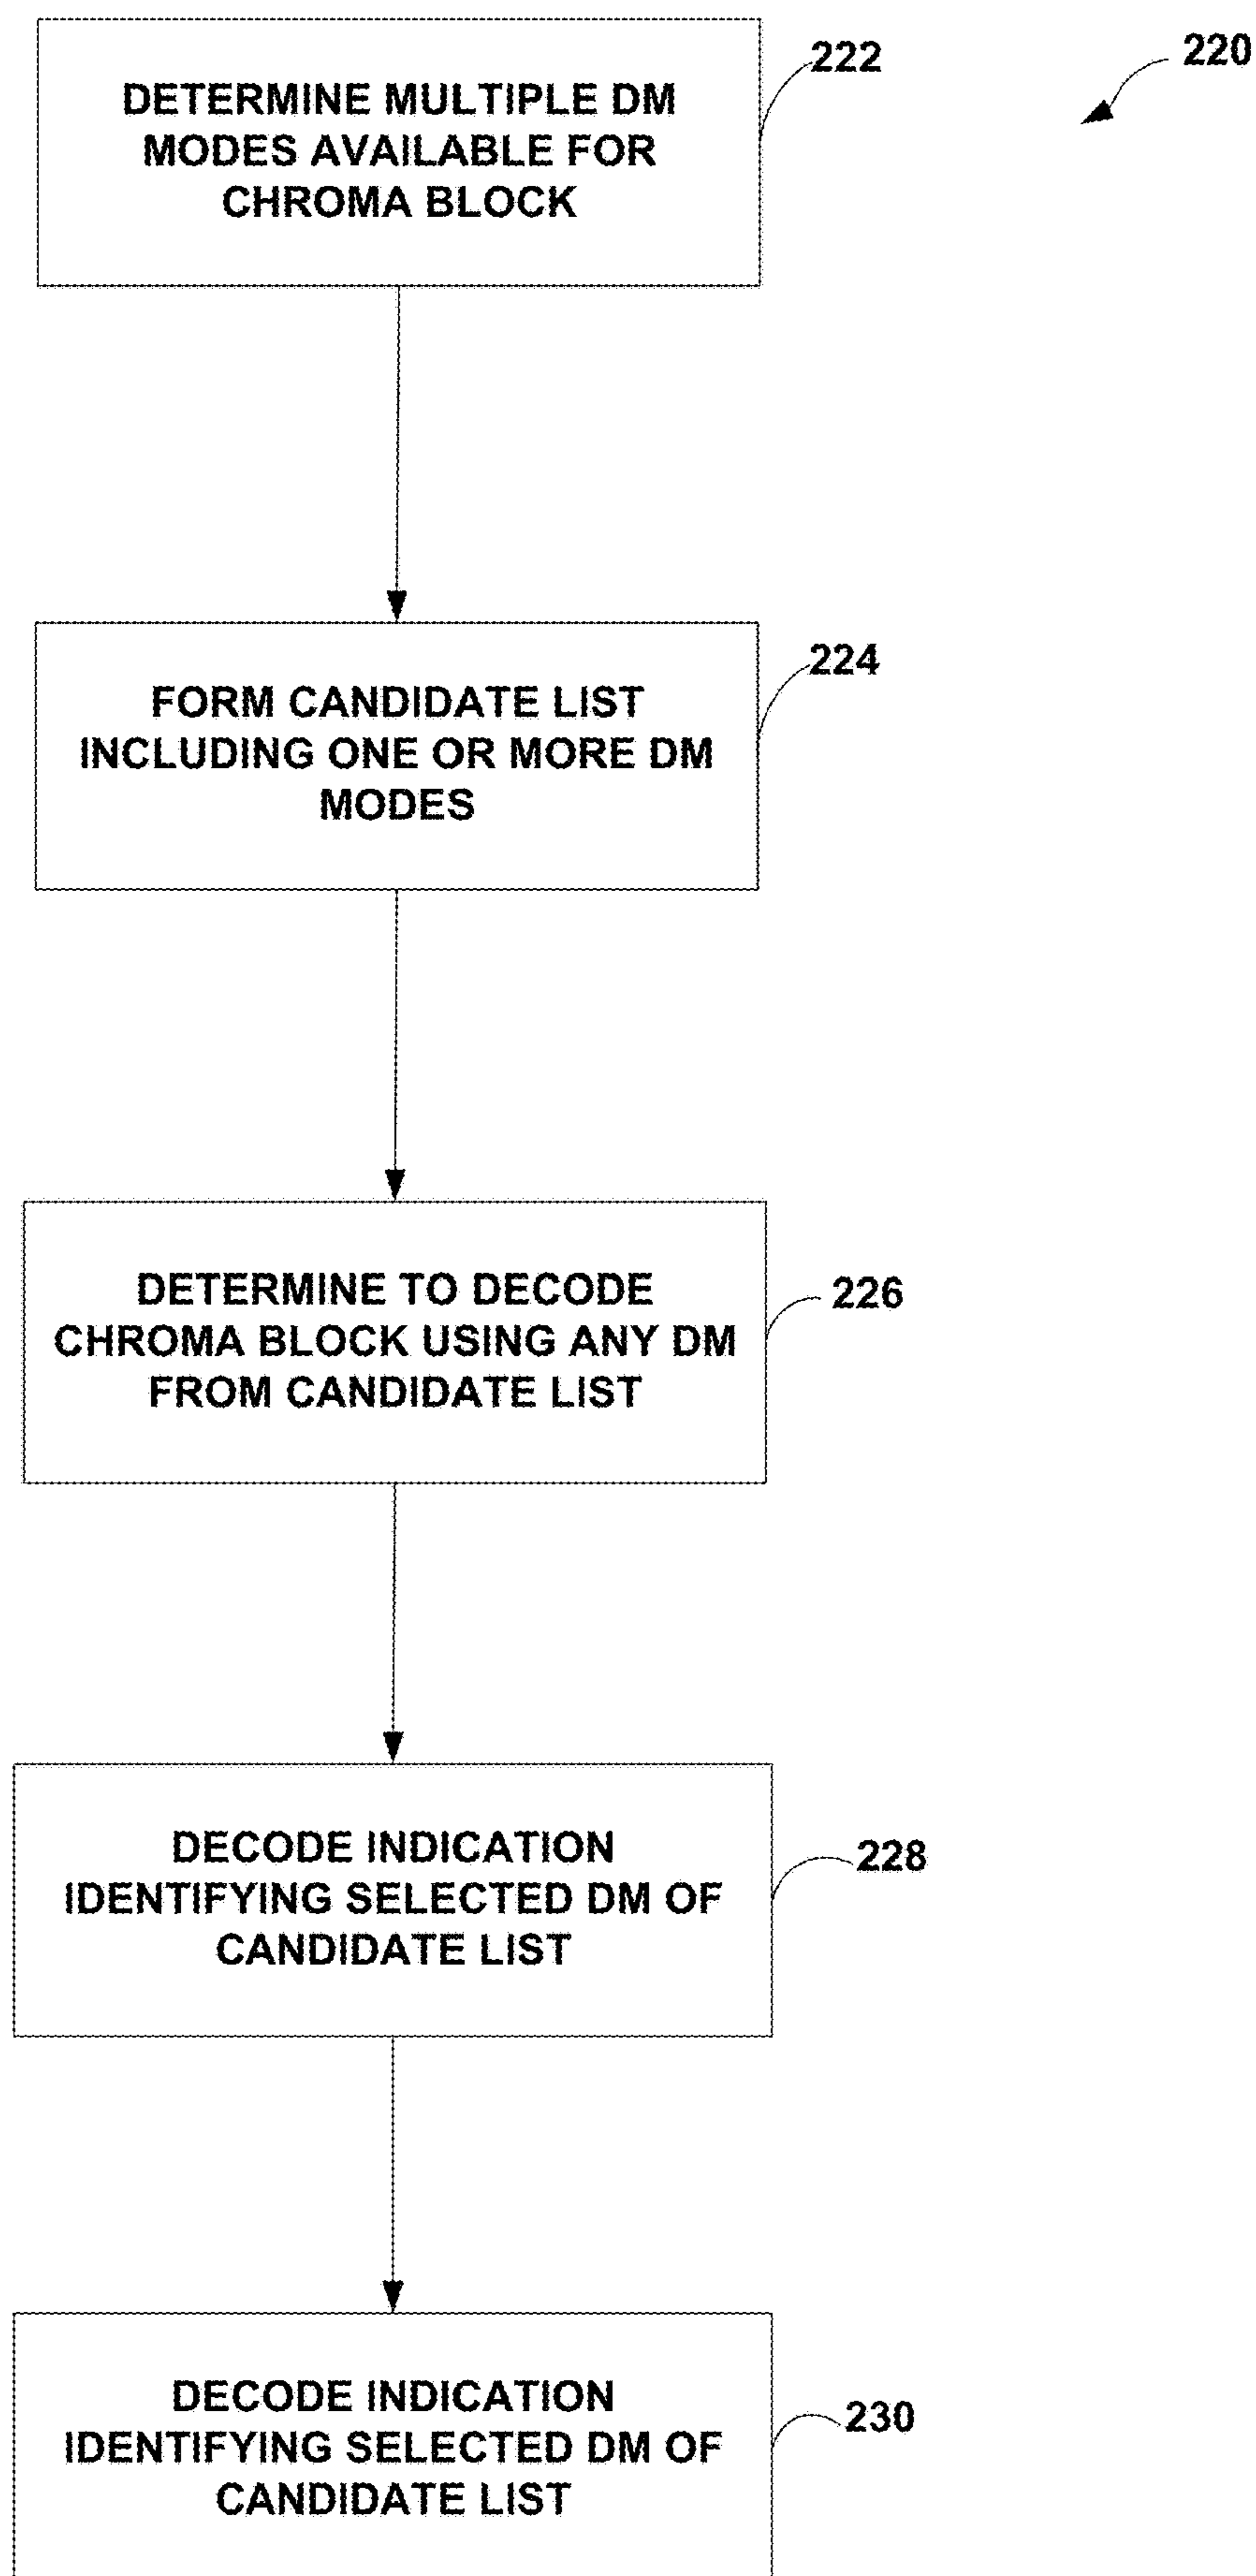 220
222
DETERMINE MULTIPLE DM
MODES AVAILABLE FOR
CHROMA BLOCK
224
FORM CANDIDATE LIST
INCLUDING ONE OR MORE DM
MODES
226
DETERMINE TO DECODE
CHROMA BLOCK USING ANY DM
FROM CANDIDATE LIST
228
DECODE INDICATION
IDENTIFYING SELECTED DM OF
CANDIDATE LIST
230
DECODE INDICATION
IDENTIFYING SELECTED DM OF
CANDIDATE LIST